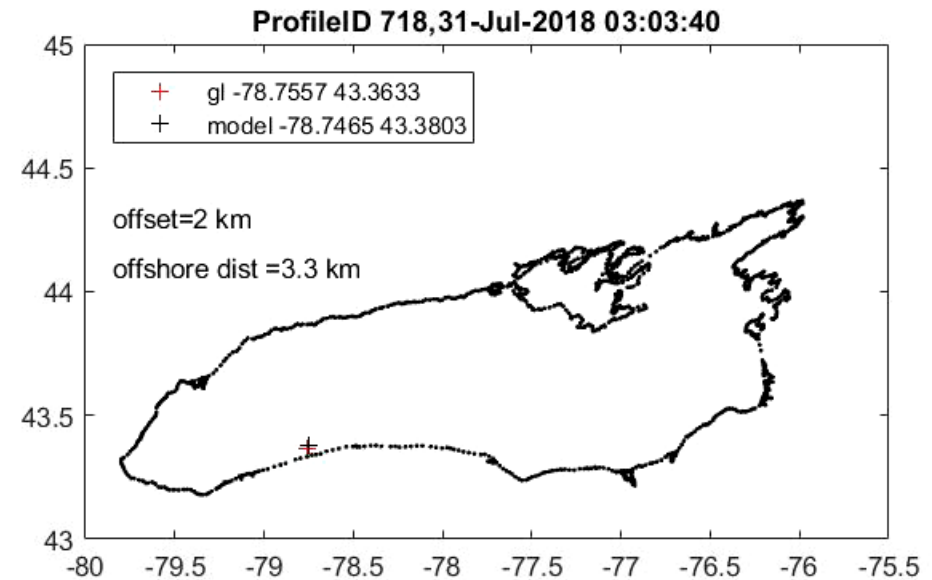 ProfileID 718,31-Jul-2018 03:03:40
45
gl -78.7557 43.3633
model -78.7465 43.3803
44.5
offset=2 km
offshore dist =3.3 km
44
43.5
43
-80 -79.5 -79 -78.5 -78 -77.5 -77 -76.5 -76 -75.5